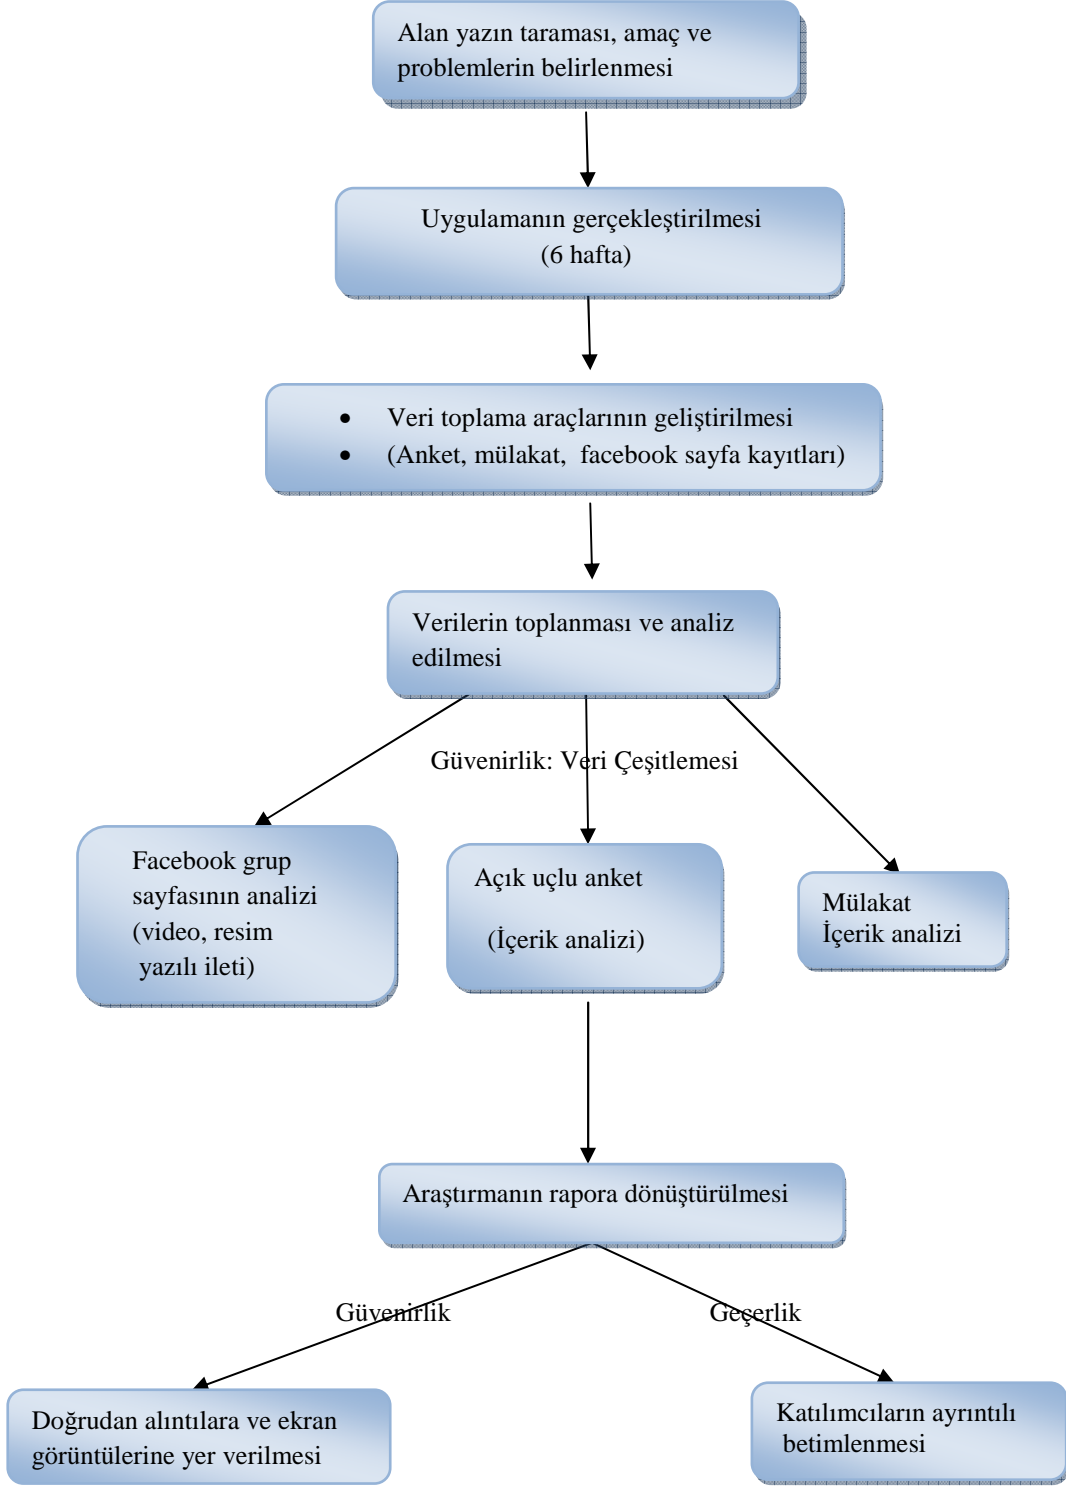 Alan yazın taraması, amaç ve
problemlerin belirlenmesi
Uygulamanın gerçekleştirilmesi
(6 hafta)
• Veri toplama araçlarının geliştirilmesi
• (Anket, mülakat, facebook sayfa kayıtları)
Verilerin toplanması ve analiz
edilmesi
Güvenirlik: Veri Çeşitlemesi
Facebook grup
sayfasının analizi
(video, resim
yazılı ileti)
Açık uçlu anket
(İçerik analizi)
Mülakat
İçerik analizi
Araştırmanın rapora dönüştürülmesi
Güvenirlik
Geçerlik
Doğrudan alıntılara ve ekran
görüntülerine yer verilmesi
Katılımcıların ayrıntılı
betimlenmesi